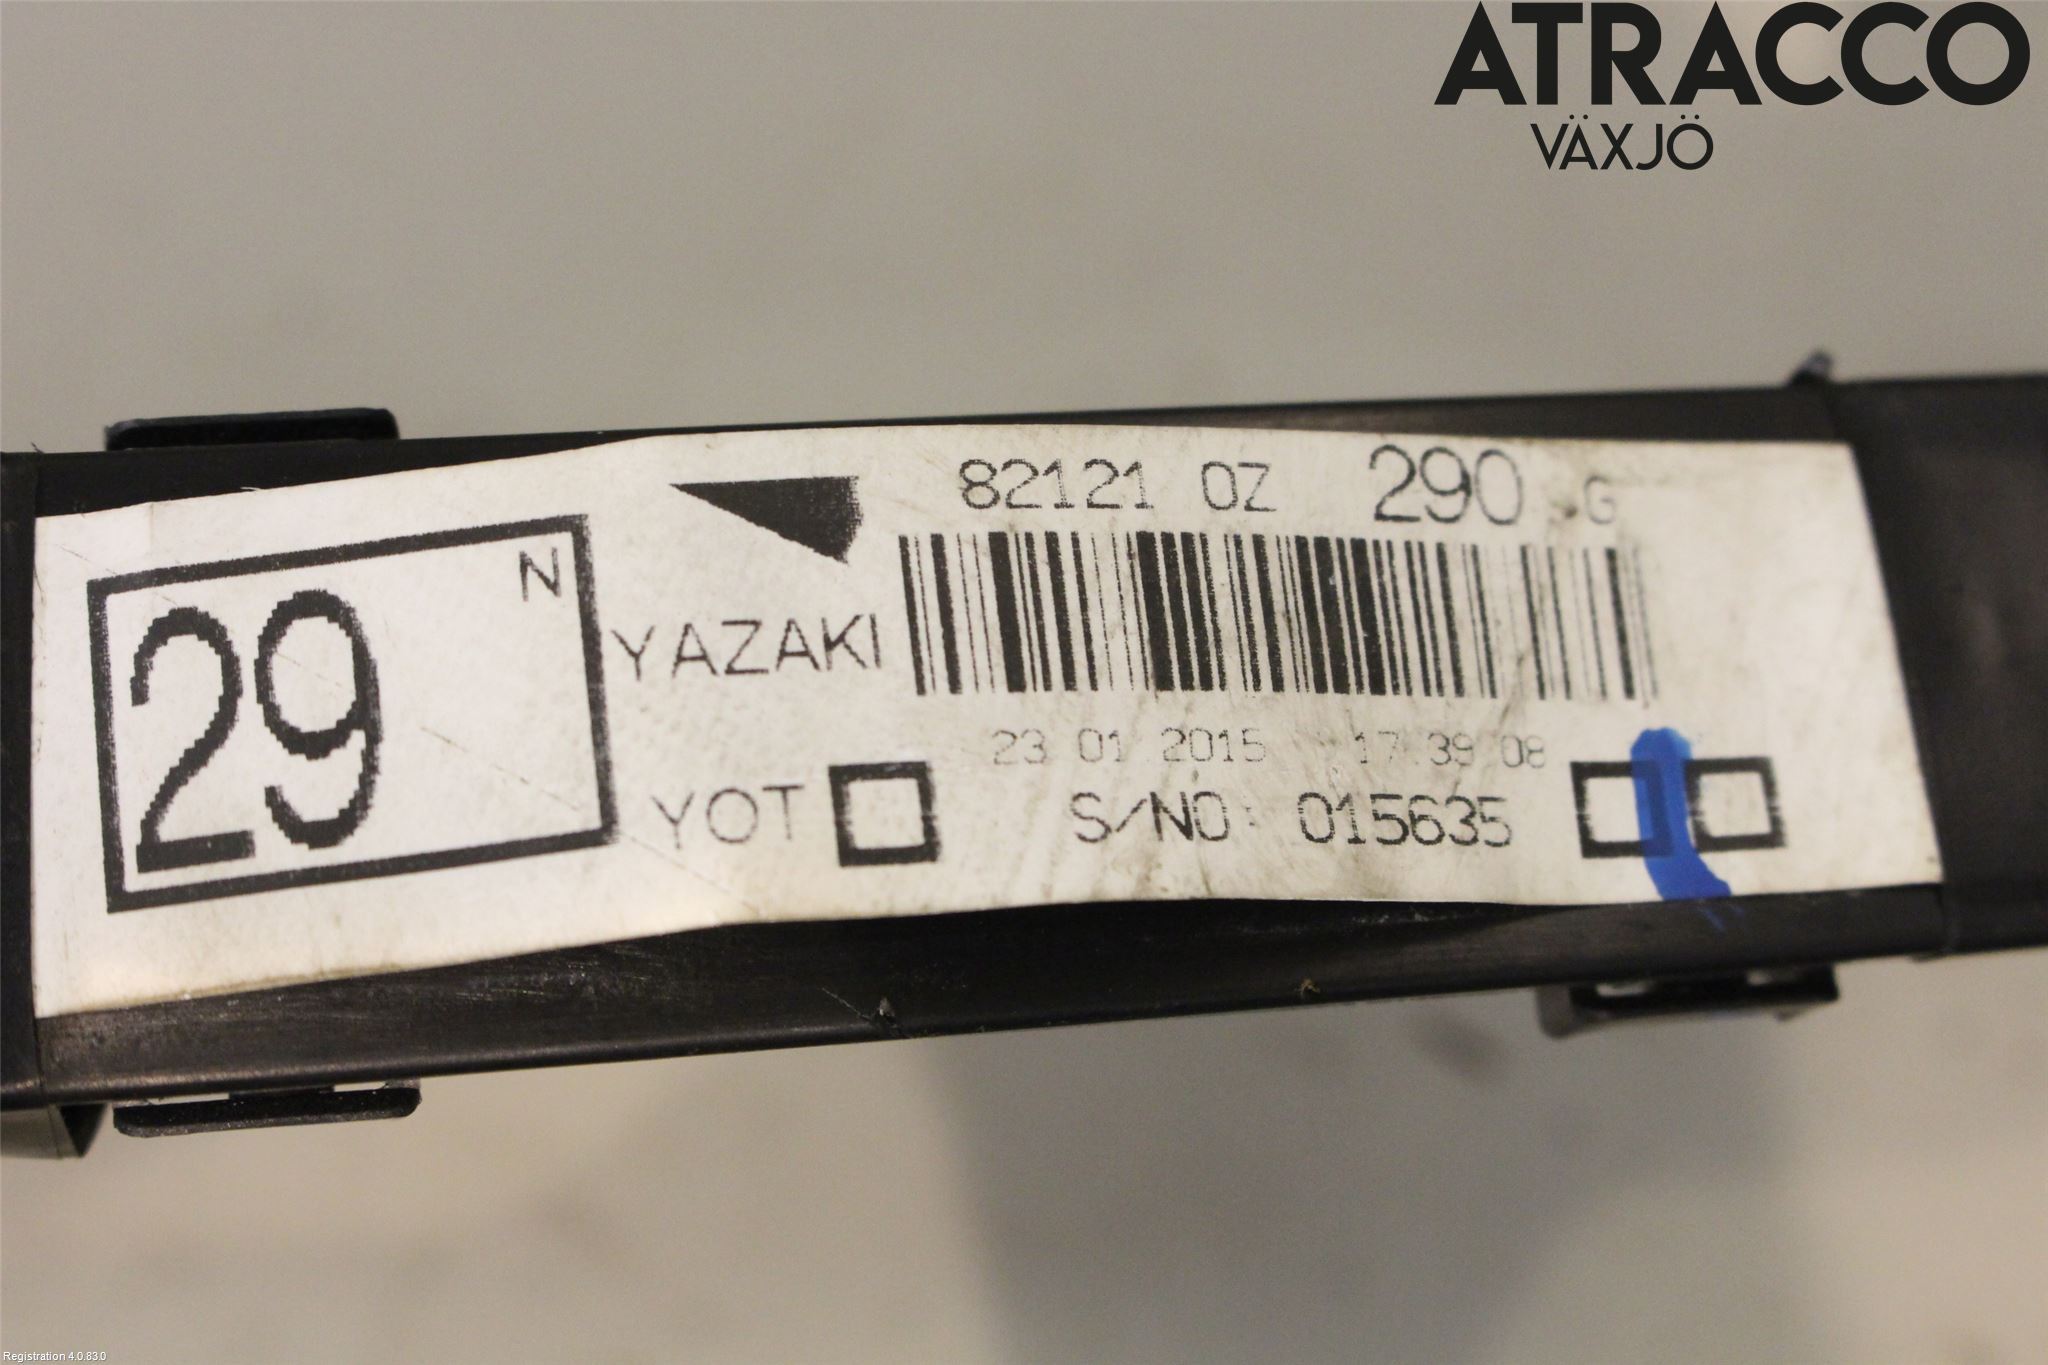 ATRACCO
VÄXJÖ
82121 0Z 290 G
N
29
YAZAKI
23 01 2015 17 39 08
YOT
S/NO: 015635
Registration 4.0.83.0